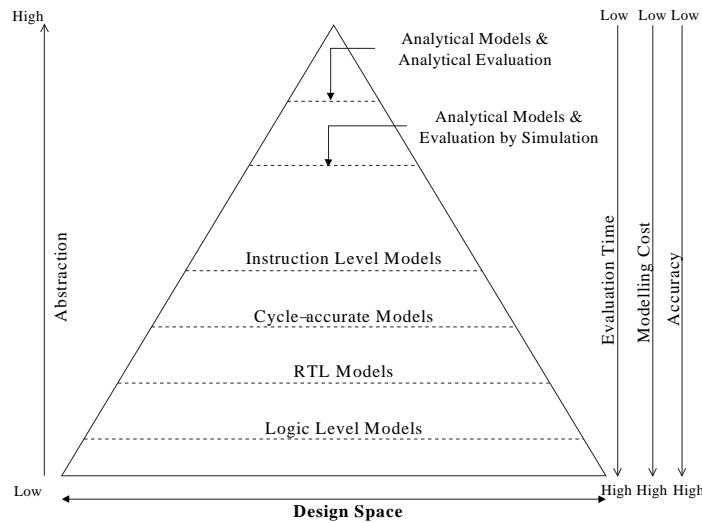 High
Low Low Low
Analytical Models &
Analytical Evaluation
Analytical Models &
Evaluation by Simulation
Abstraction
Evaluation Time
Modelling Cost
Accuracy
Instruction Level Models
Cycle-accurate Models
RTL Models
Logic Level Models
Low
High High High
Design Space